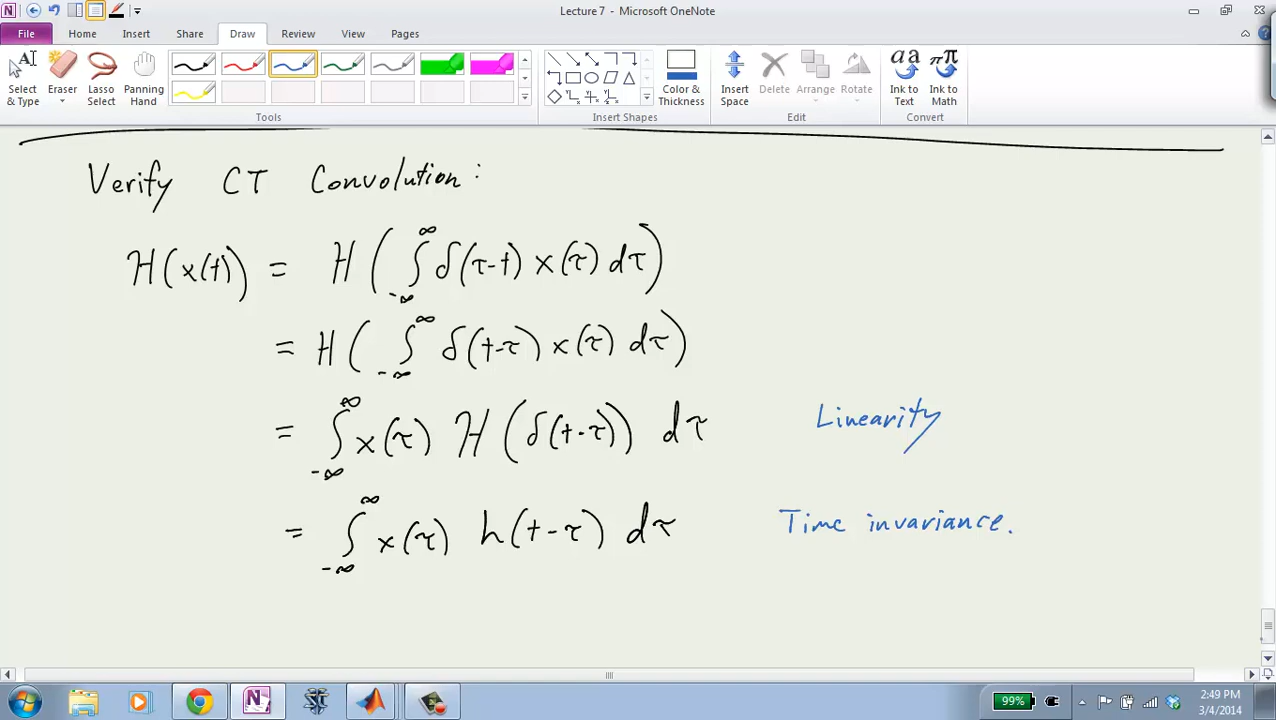 Lecture 7 - Microsoft OneNote
File Home Insert Share Draw Review View Pages
Select & Type Eraser Lasso Select Panning Hand Color & Thickness Insert Space Delete Arrange Rotate Ink to Text Ink to Math
Tools Insert Shapes Edit Convert
Verify CT Convolution:
H(x(t)) = H(∫_{-∞}^{∞} δ(τ-t) x(τ) dτ)
= H(∫_{-∞}^{∞} δ(t-τ) x(τ) dτ)
= ∫_{-∞}^{∞} x(τ) H(δ(t-τ)) dτ Linearity
= ∫_{-∞}^{∞} x(τ) h(t-τ) dτ Time invariance.
99% 2:49 PM
3/4/2014